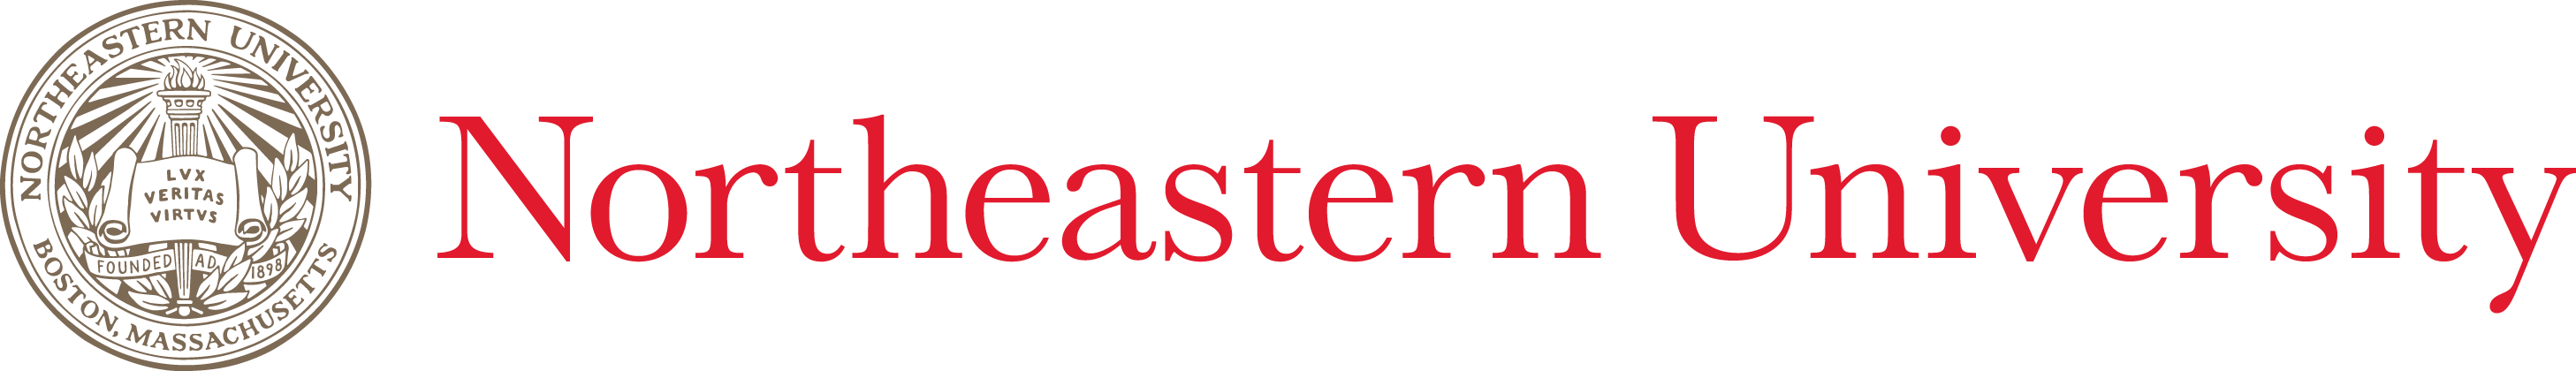 NORTHEASTERN UNIVERSITY
LVX
VERITAS
VIRTVS
FOUNDED AD 1898
BOSTON, MASSACHUSETTS
Northeastern University